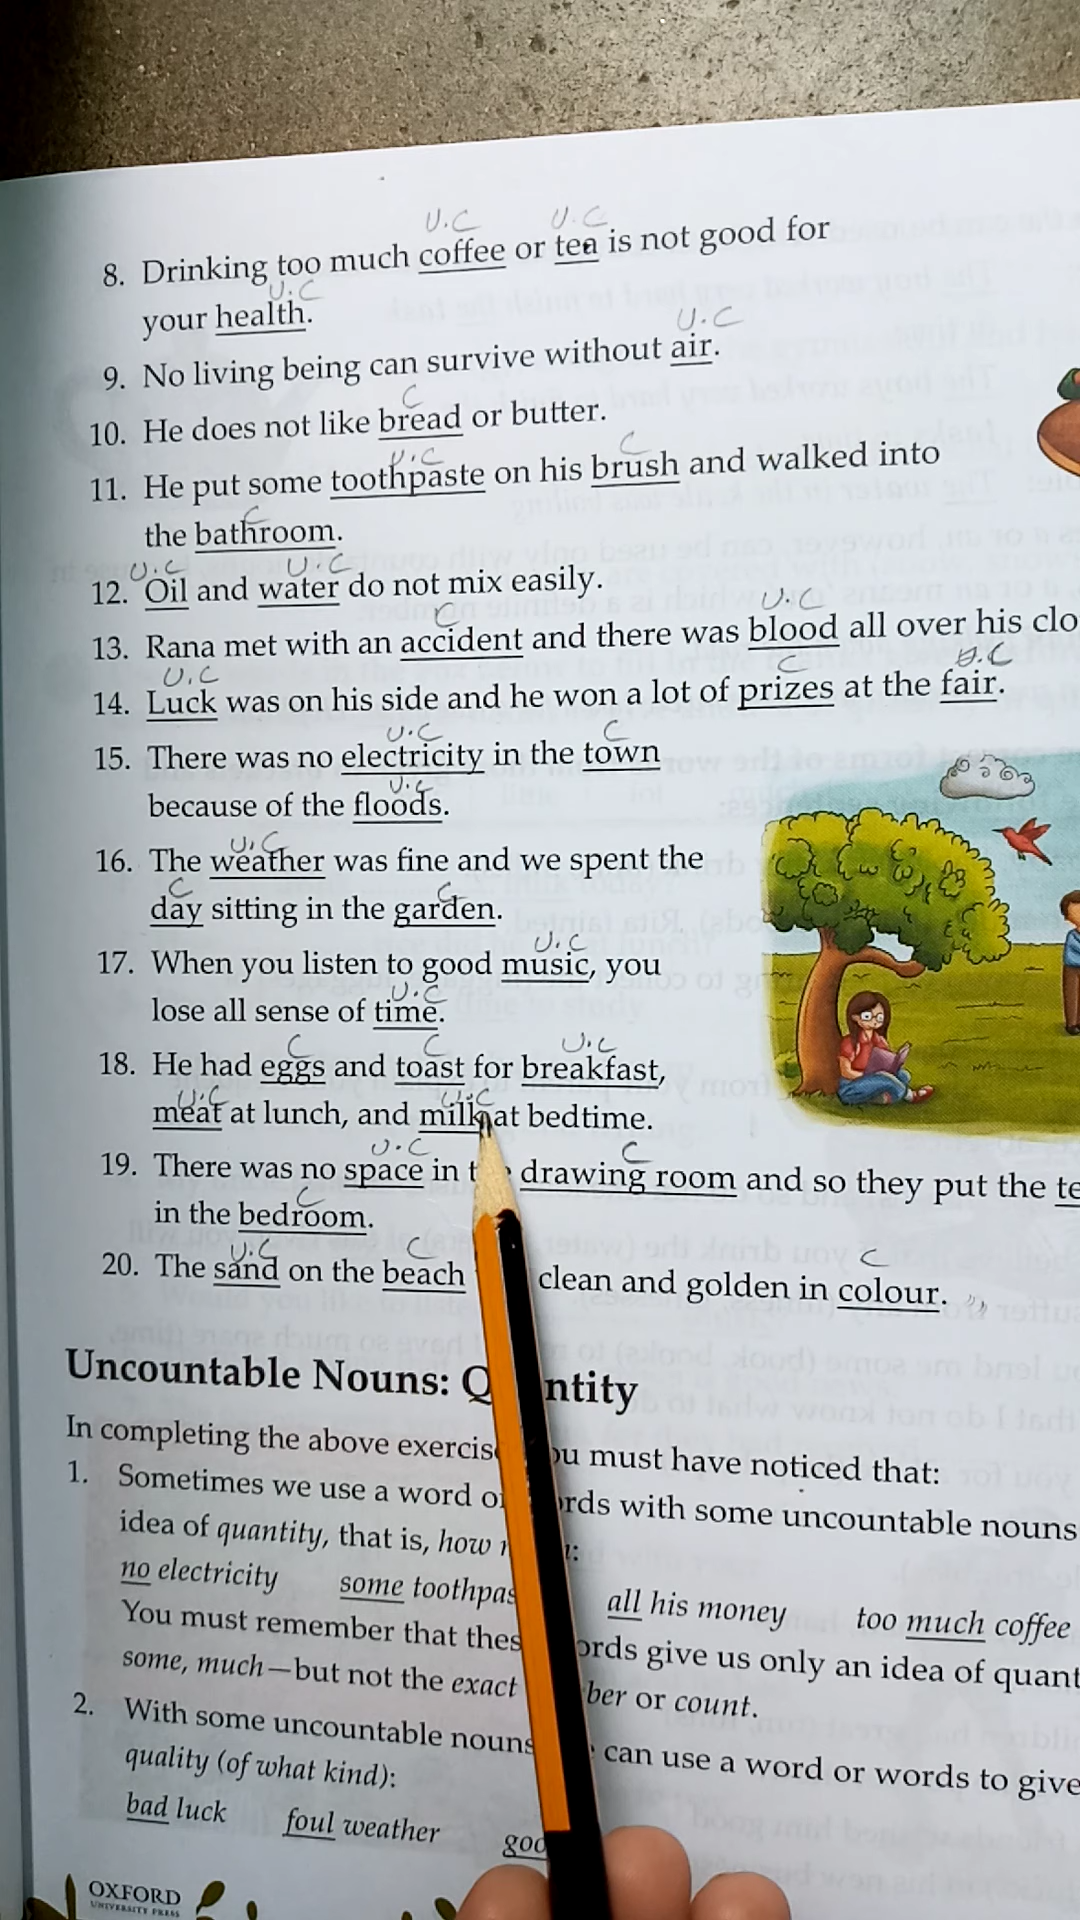 U.C U.C
8. Drinking too much coffee or tea is not good for
U.C
your health.
U.C
9. No living being can survive without air.
C
10. He does not like bread or butter.
U.C C
11. He put some toothpaste on his brush and walked into
C
the bathroom.
U.C U.C
12. Oil and water do not mix easily.
C U.C
13. Rana met with an accident and there was blood all over his clo
U.C C U.C
14. Luck was on his side and he won a lot of prizes at the fair.
U.C C
15. There was no electricity in the town
U.C
because of the floods.
U.C
16. The weather was fine and we spent the
C C
day sitting in the garden.
U.C
17. When you listen to good music, you
U.C
lose all sense of time.
C C U.C
18. He had eggs and toast for breakfast,
U.C U.C
meat at lunch, and milk at bedtime.
U.C C
19. There was no space in drawing room and so they put the te
C
in the bedroom.
U.C C C
20. The sand on the beach clean and golden in colour.
Uncountable Nouns: Q ntity
In completing the above exercis ou must have noticed that:
1. Sometimes we use a word o rds with some uncountable nouns
idea of quantity, that is, how
no electricity some toothpas all his money too much coffee
You must remember that thes ords give us only an idea of quant
some, much—but not the exact ber or count.
2. With some uncountable nouns can use a word or words to give
quality (of what kind):
bad luck foul weather goo
OXFORD
UNIVERSITY PRESS